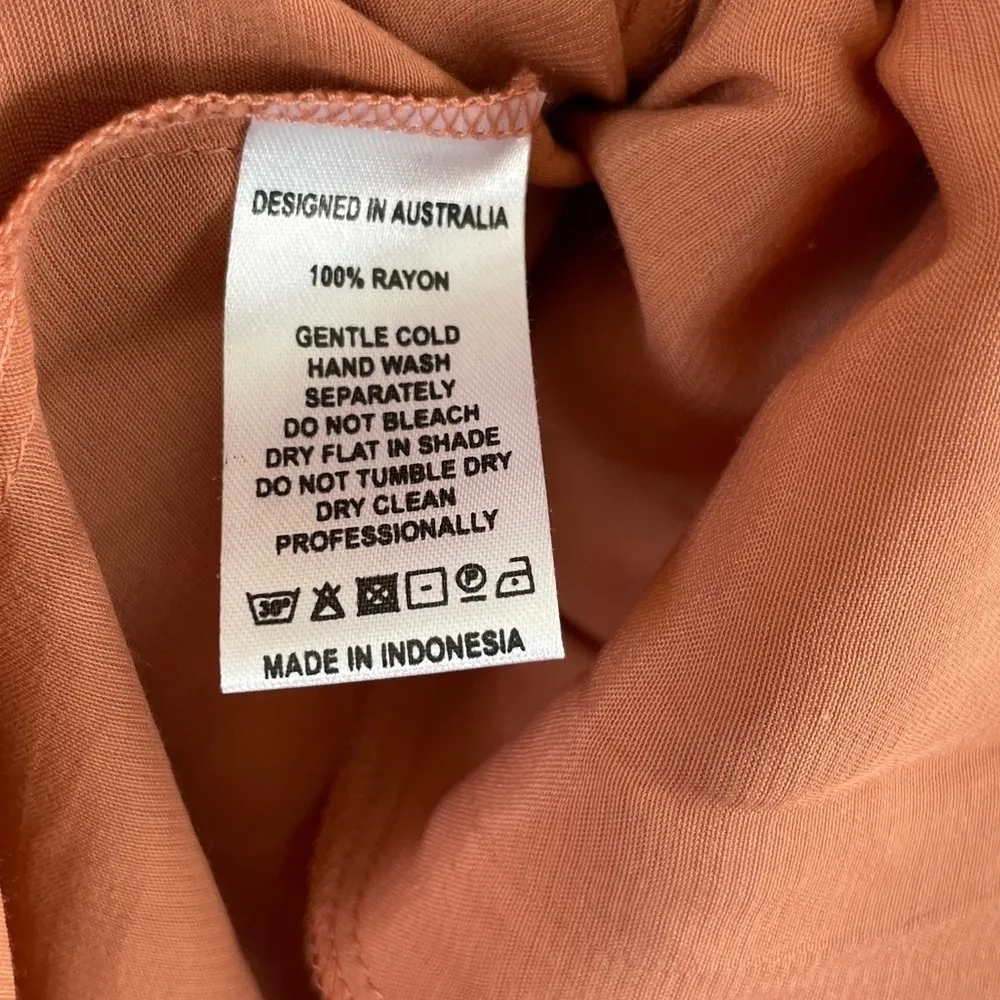 DESIGNED IN AUSTRALIA
100% RAYON
GENTLE COLD
HAND WASH
SEPARATELY
DO NOT BLEACH
DRY FLAT IN SHADE
DO NOT TUMBLE DRY
DRY CLEAN
PROFESSIONALLY
30° P
MADE IN INDONESIA